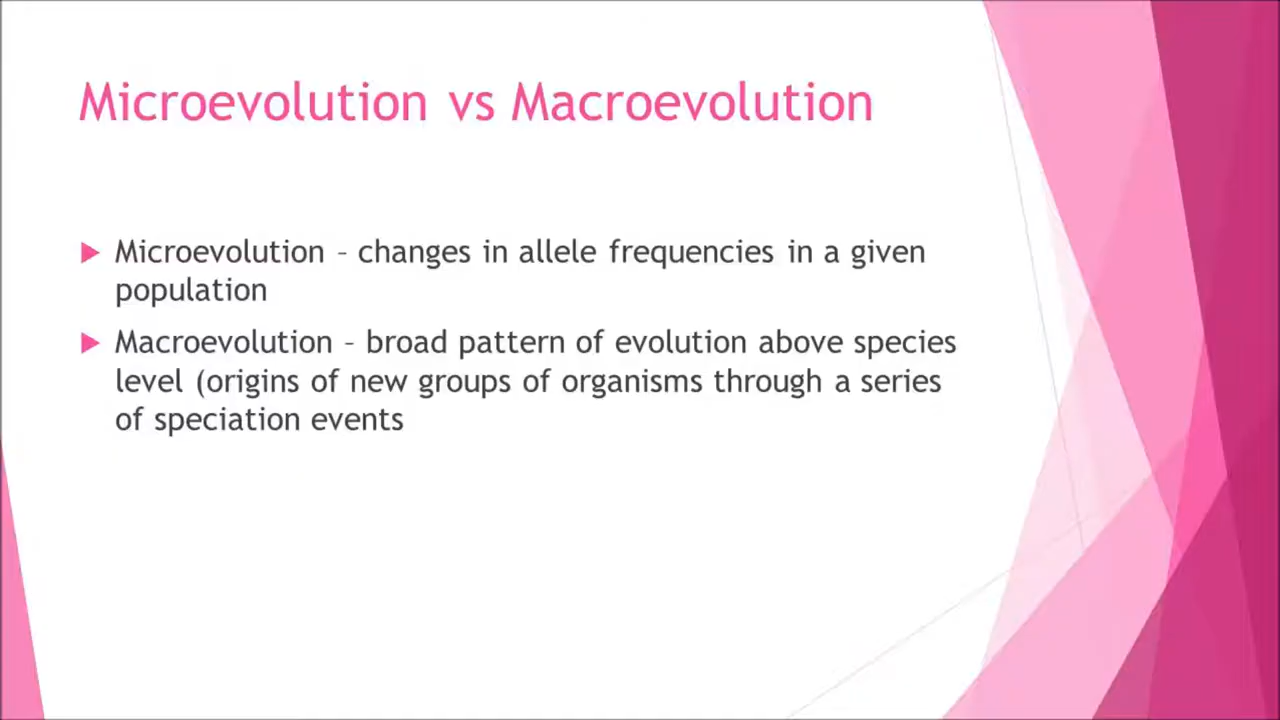 Microevolution vs Macroevolution
Microevolution – changes in allele frequencies in a given
population
Macroevolution – broad pattern of evolution above species
level (origins of new groups of organisms through a series
of speciation events